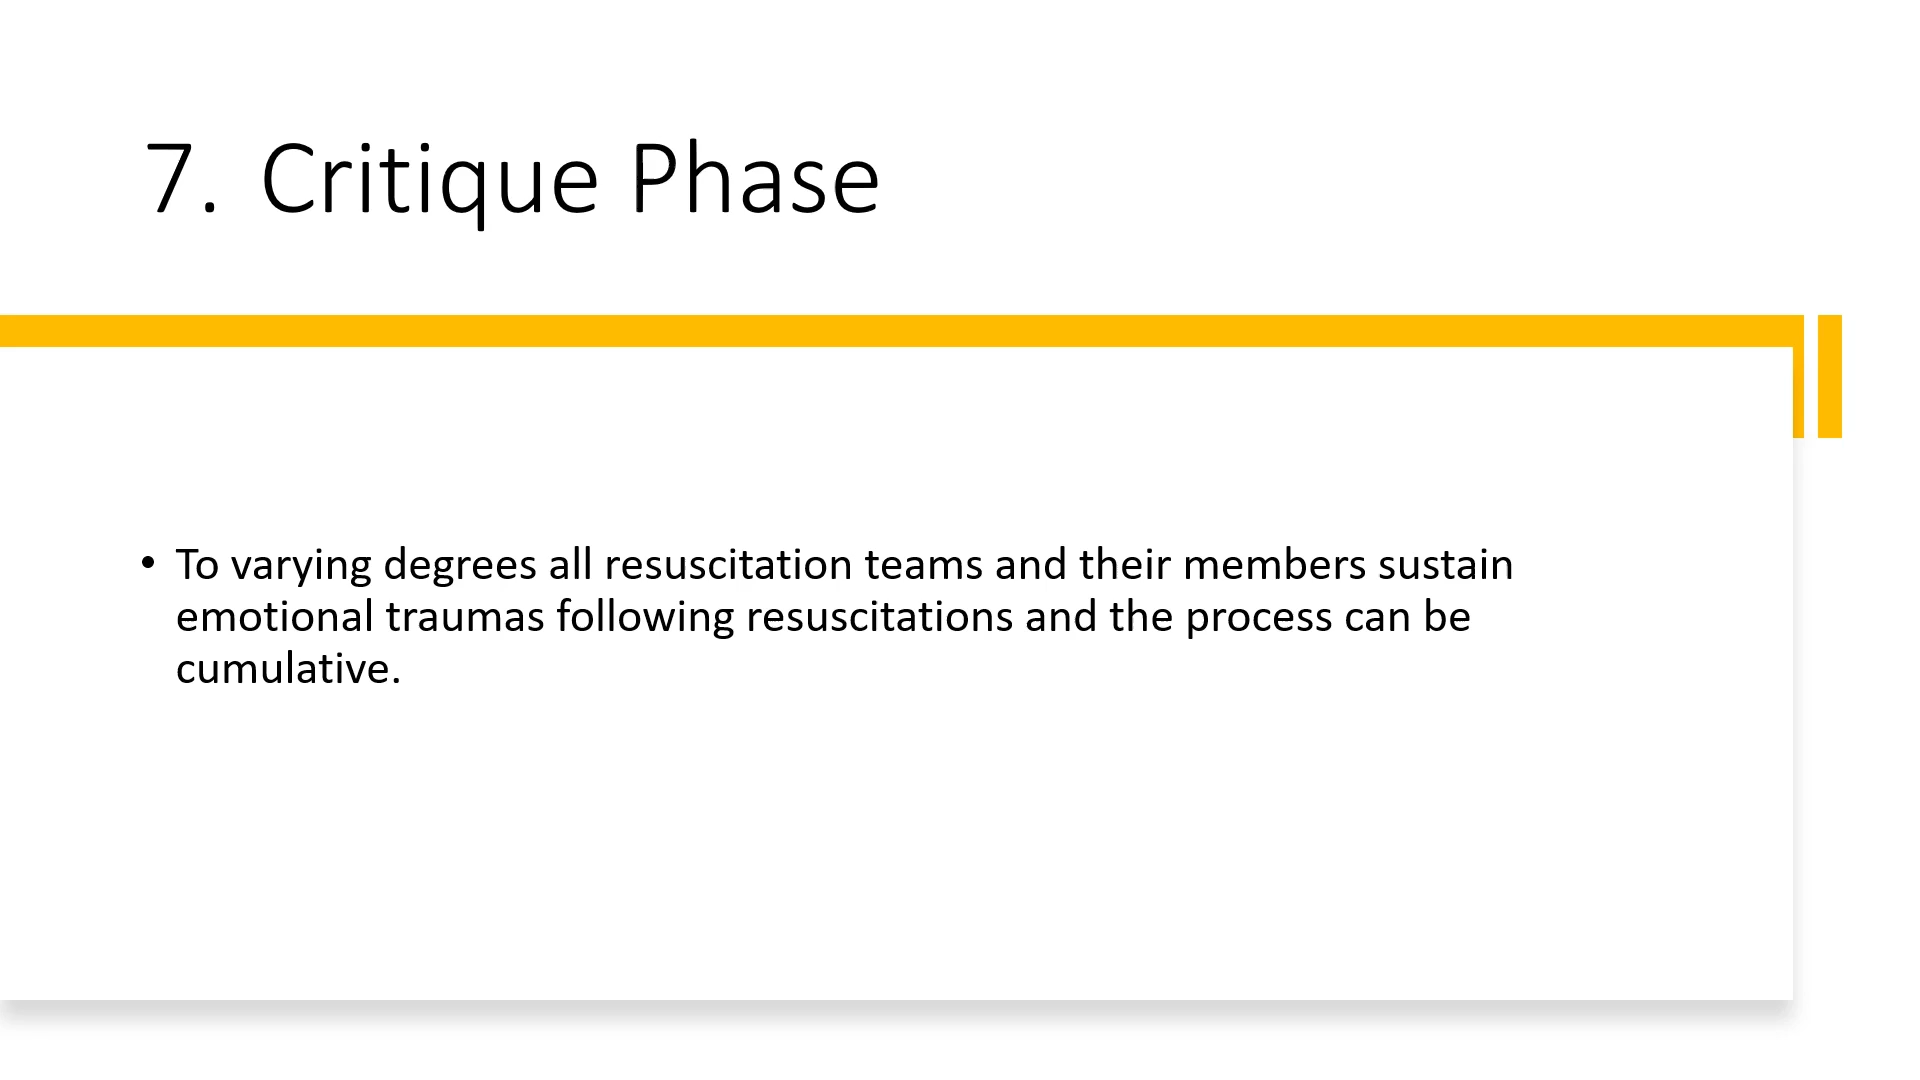 7. Critique Phase
• To varying degrees all resuscitation teams and their members sustain
emotional traumas following resuscitations and the process can be
cumulative.